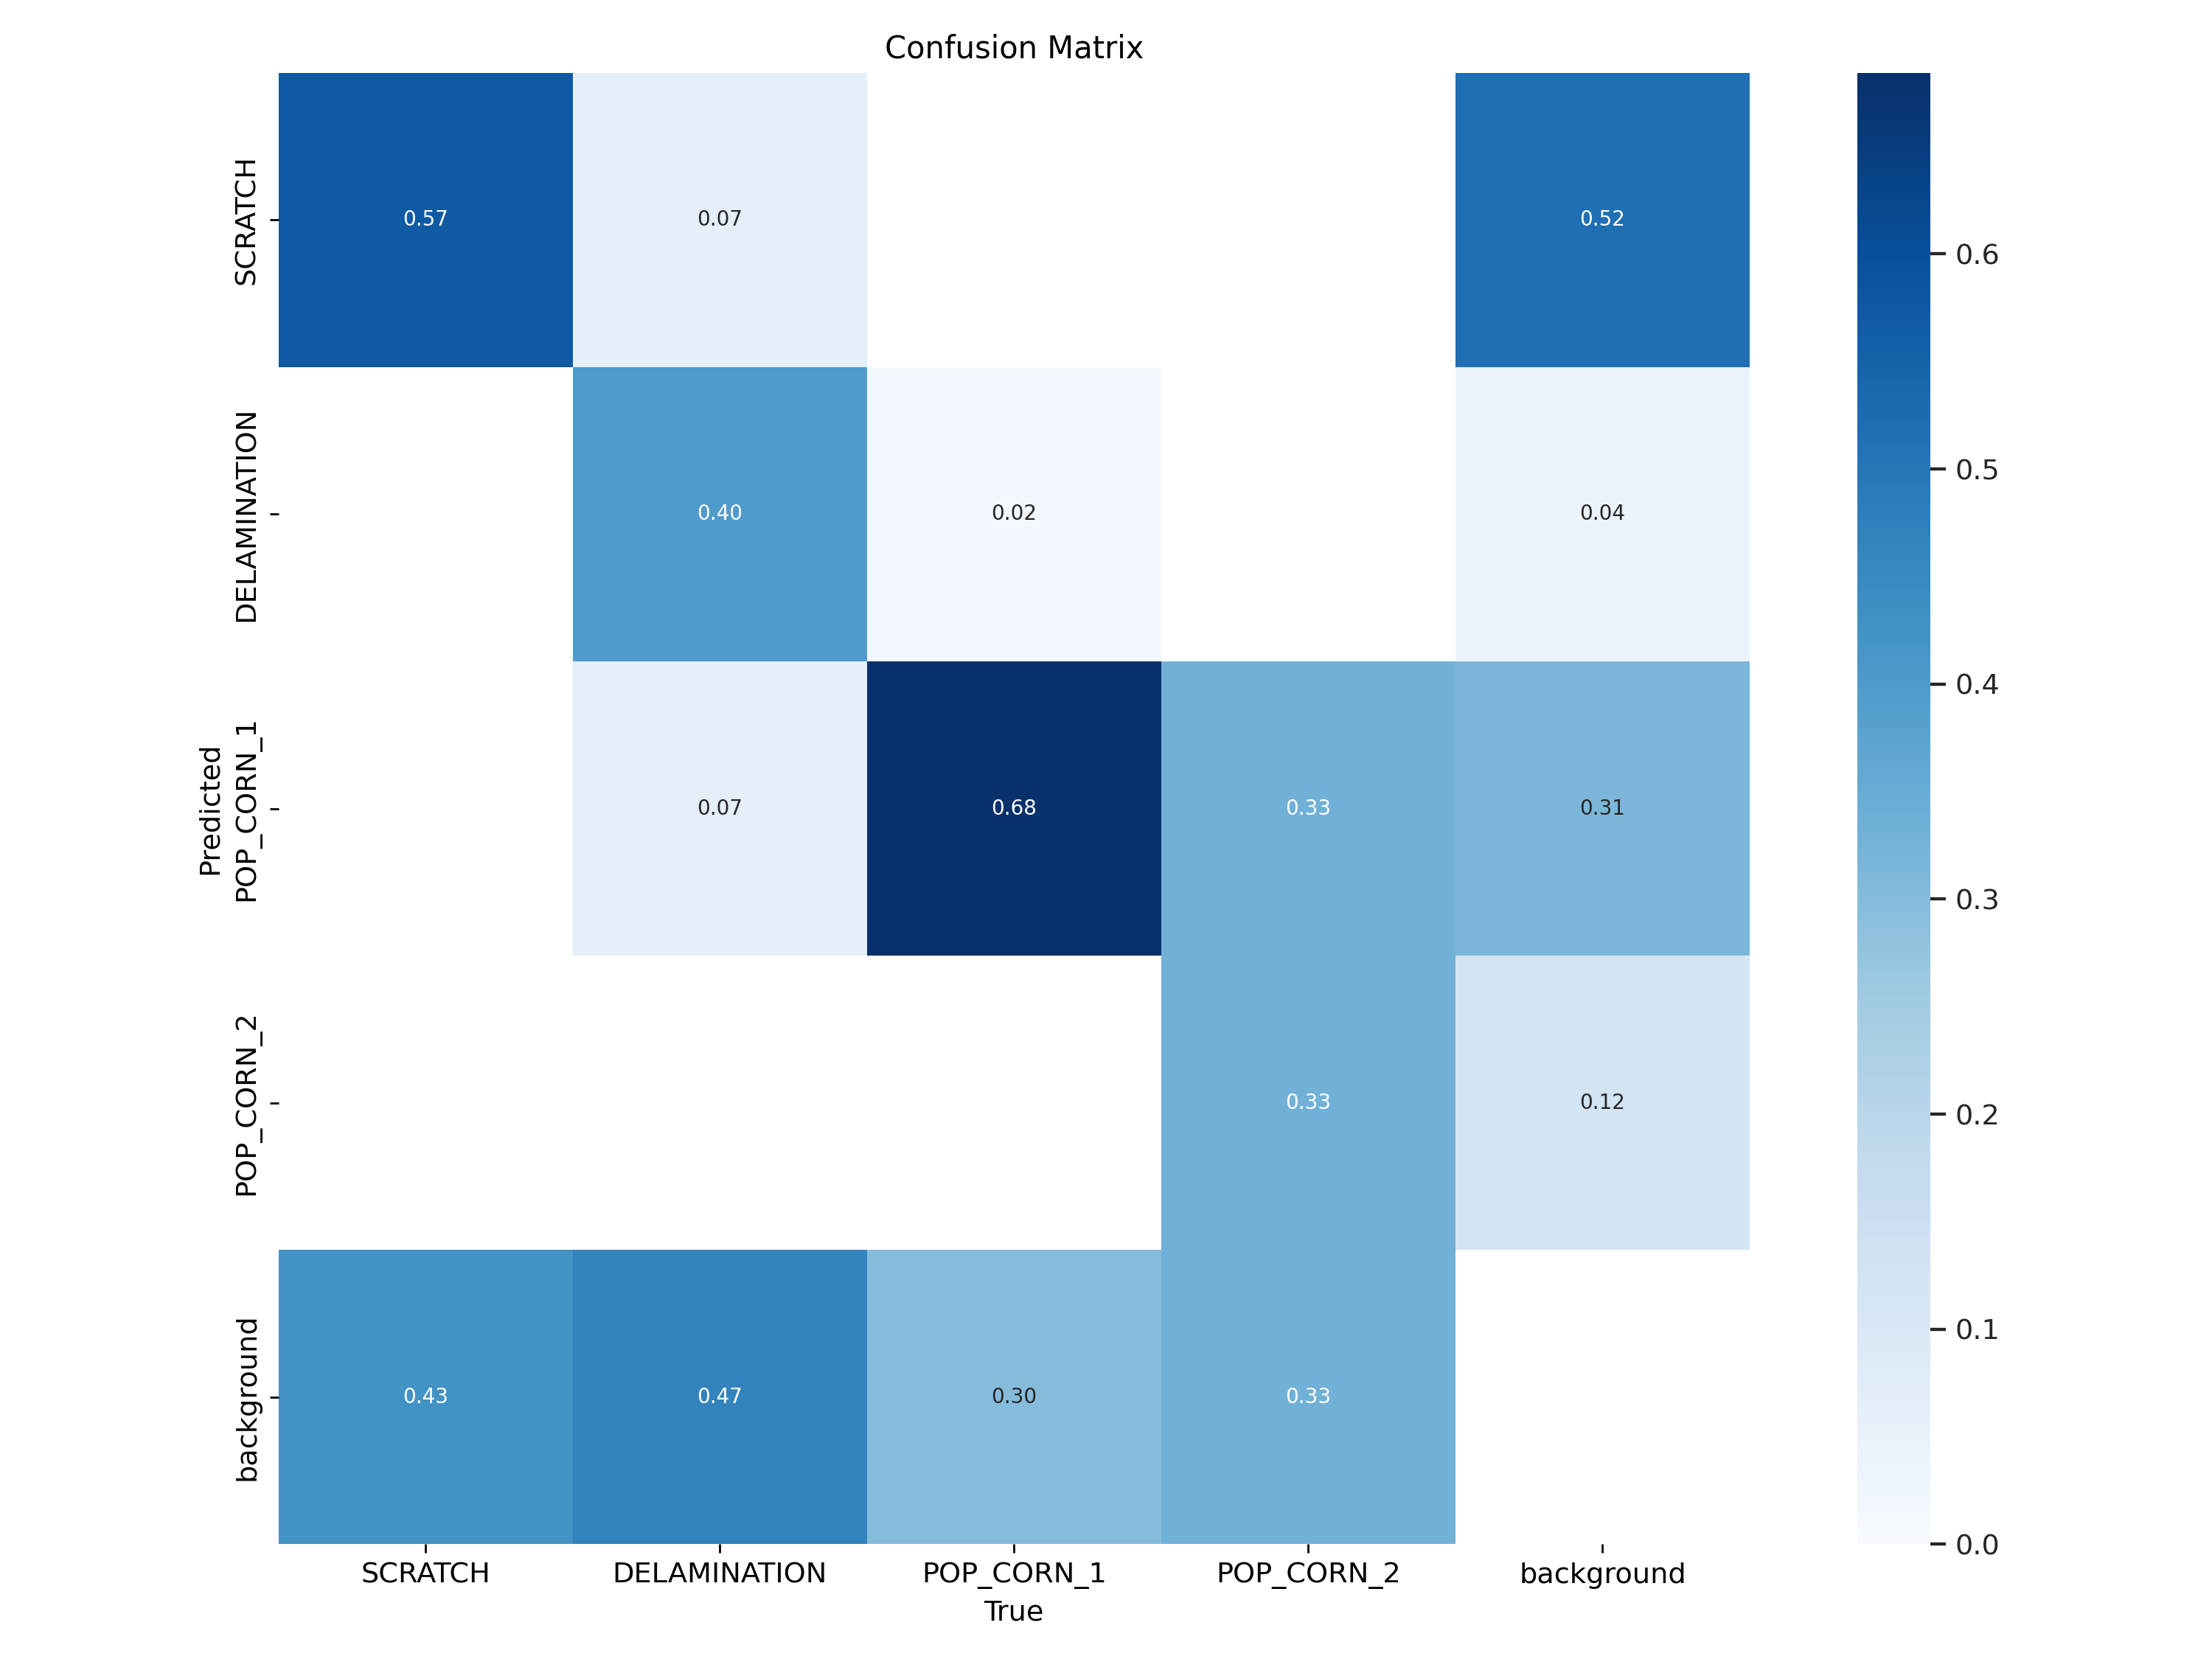 Confusion Matrix
SCRATCH
0.57
0.07
0.52
0.6
DELAMINATION
0.40
0.02
0.04
0.5
0.4
Predicted
POP_CORN_1
0.07
0.68
0.33
0.31
0.3
POP_CORN_2
0.33
0.12
0.2
background
0.43
0.47
0.30
0.33
0.1
0.0
SCRATCH
DELAMINATION
POP_CORN_1
POP_CORN_2
background
True